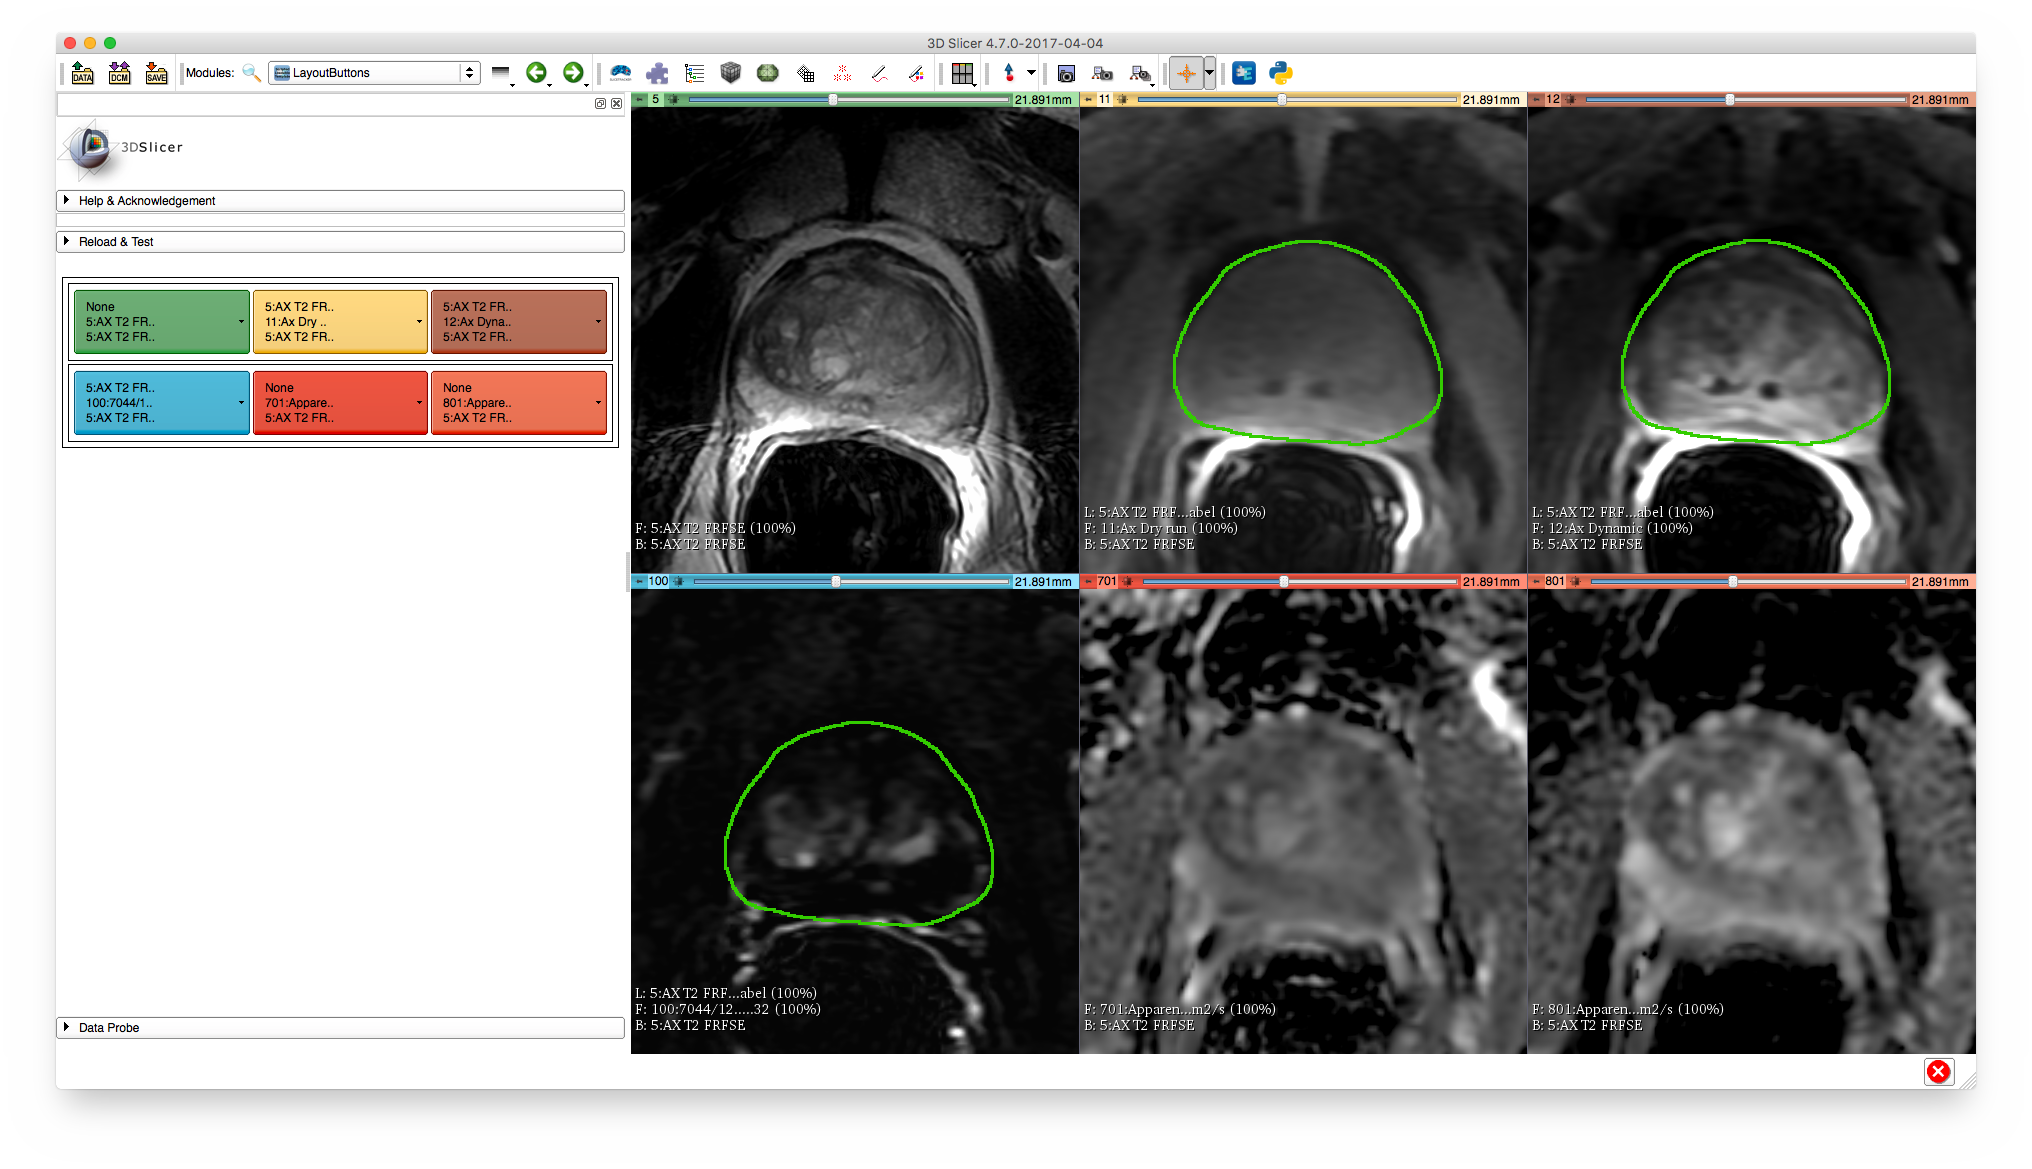 3D Slicer 4.7.0-2017-04-04
DATA
DCM
SAVE
Modules:
LayoutButtons
3DSlicer
Help & Acknowledgement
Reload & Test
None
5:AX T2 FR..
5:AX T2 FR..
5:AX T2 FR..
11:Ax Dry ..
5:AX T2 FR..
5:AX T2 FR..
12:Ax Dyna..
5:AX T2 FR..
5:AX T2 FR..
100:7044/1..
5:AX T2 FR..
None
701:Appare..
5:AX T2 FR..
None
801:Appare..
5:AX T2 FR..
Data Probe
5
21.891mm
F: 5:AX T2 FRFSE (100%)
B: 5:AX T2 FRFSE
11
21.891mm
L: 5:AX T2 FRF...abel (100%)
F: 11:Ax Dry run (100%)
B: 5:AX T2 FRFSE
12
21.891mm
L: 5:AX T2 FRF...abel (100%)
F: 12:Ax Dynamic (100%)
B: 5:AX T2 FRFSE
100
21.891mm
L: 5:AX T2 FRF...abel (100%)
F: 100:7044/12.....32 (100%)
B: 5:AX T2 FRFSE
701
21.891mm
F: 701:Apparen...m2/s (100%)
B: 5:AX T2 FRFSE
801
21.891mm
F: 801:Apparen...m2/s (100%)
B: 5:AX T2 FRFSE